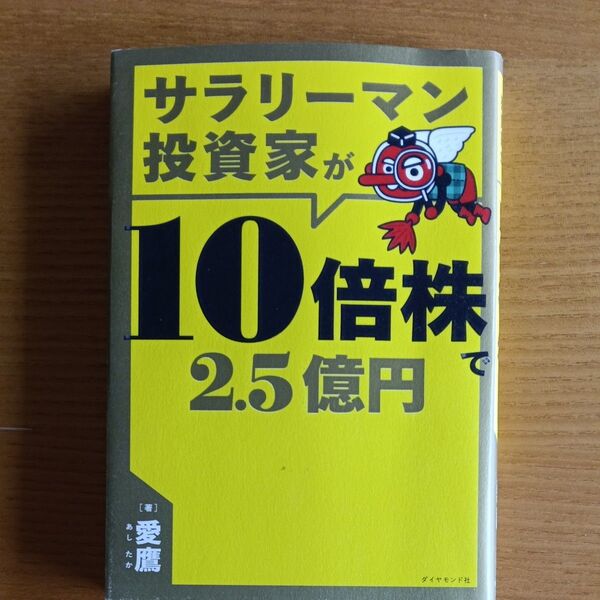 サラリーマン
投資家が
10倍株で
2.5億円
[著]
愛鷹
あしたか
ダイヤモンド社